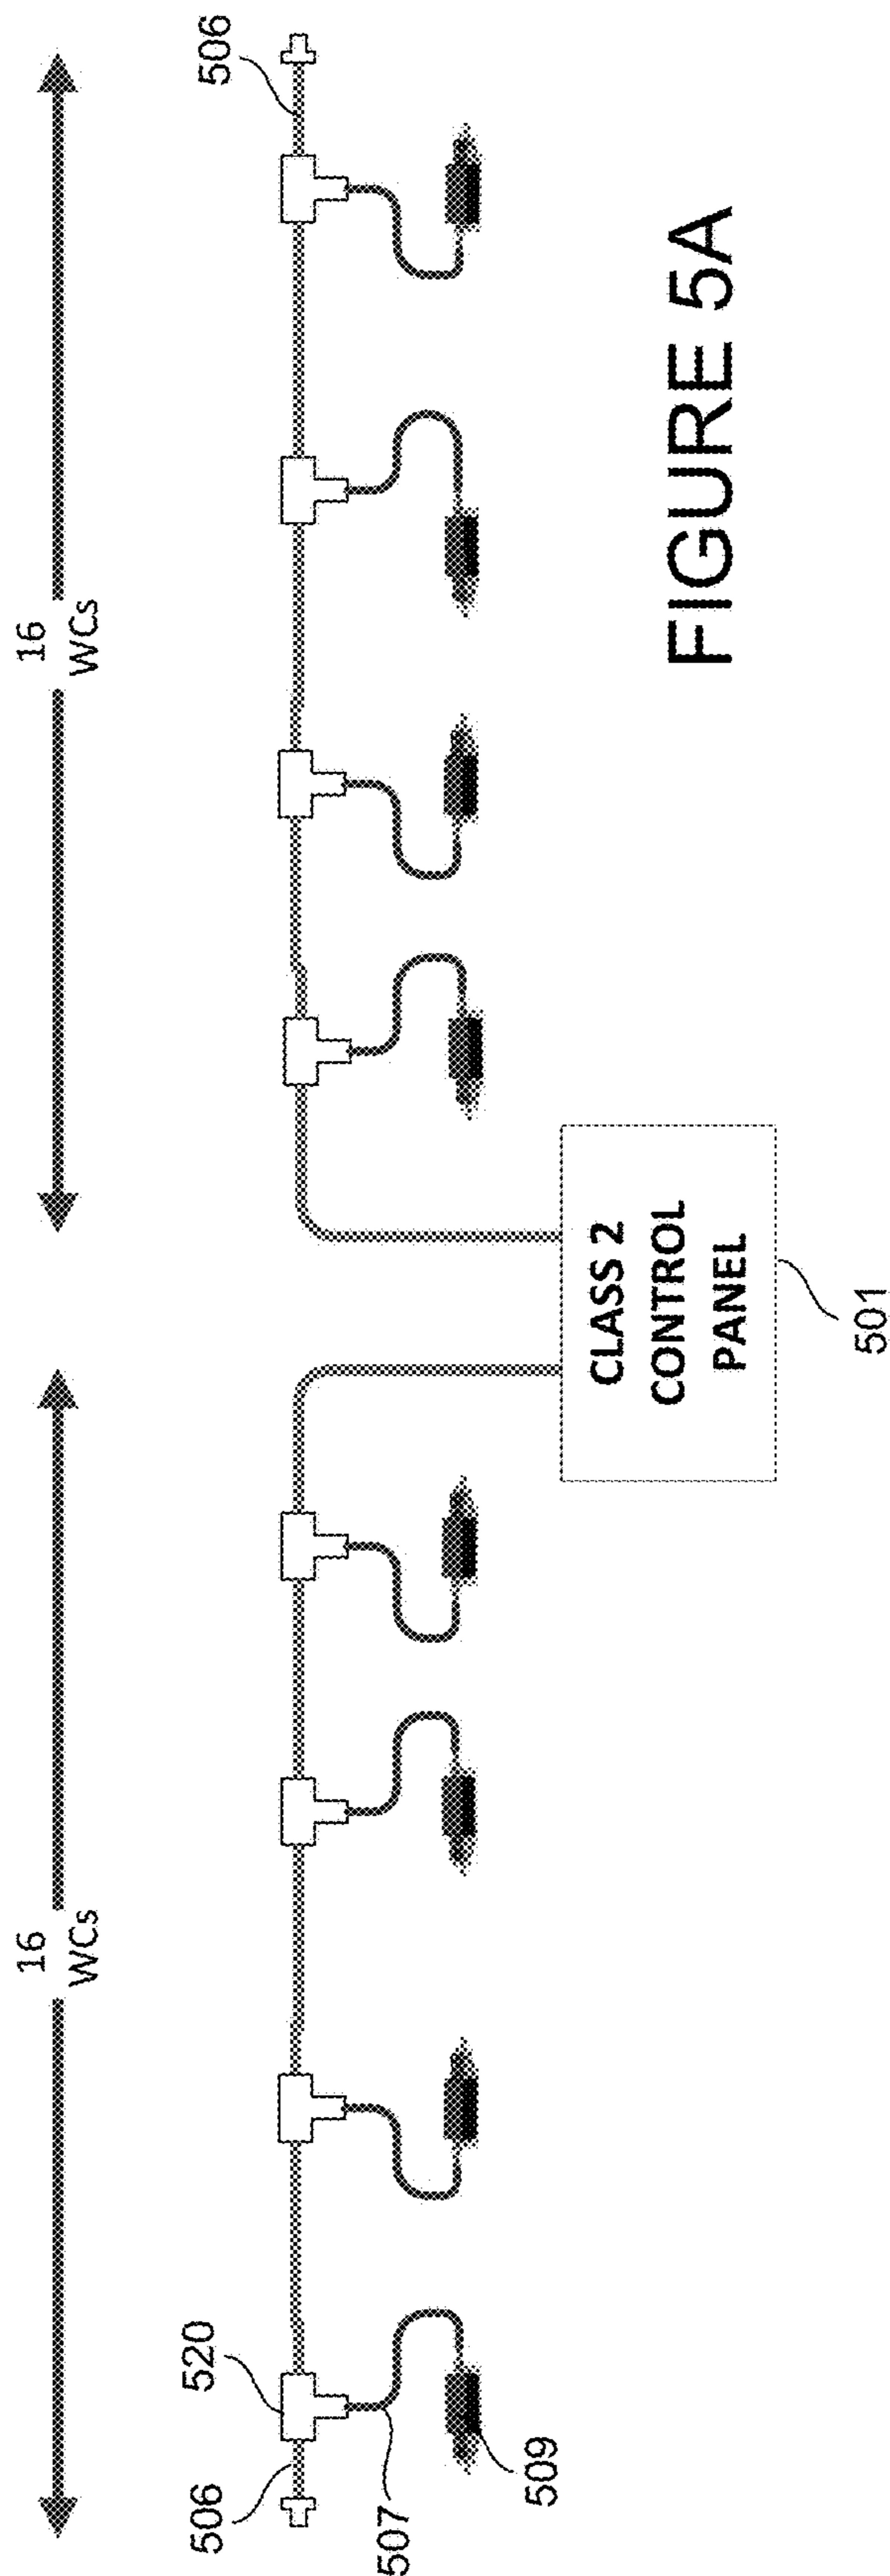 16
WCs
16
WCs
506
520
506
507
509
CLASS 2
CONTROL
PANEL
501
FIGURE 5A